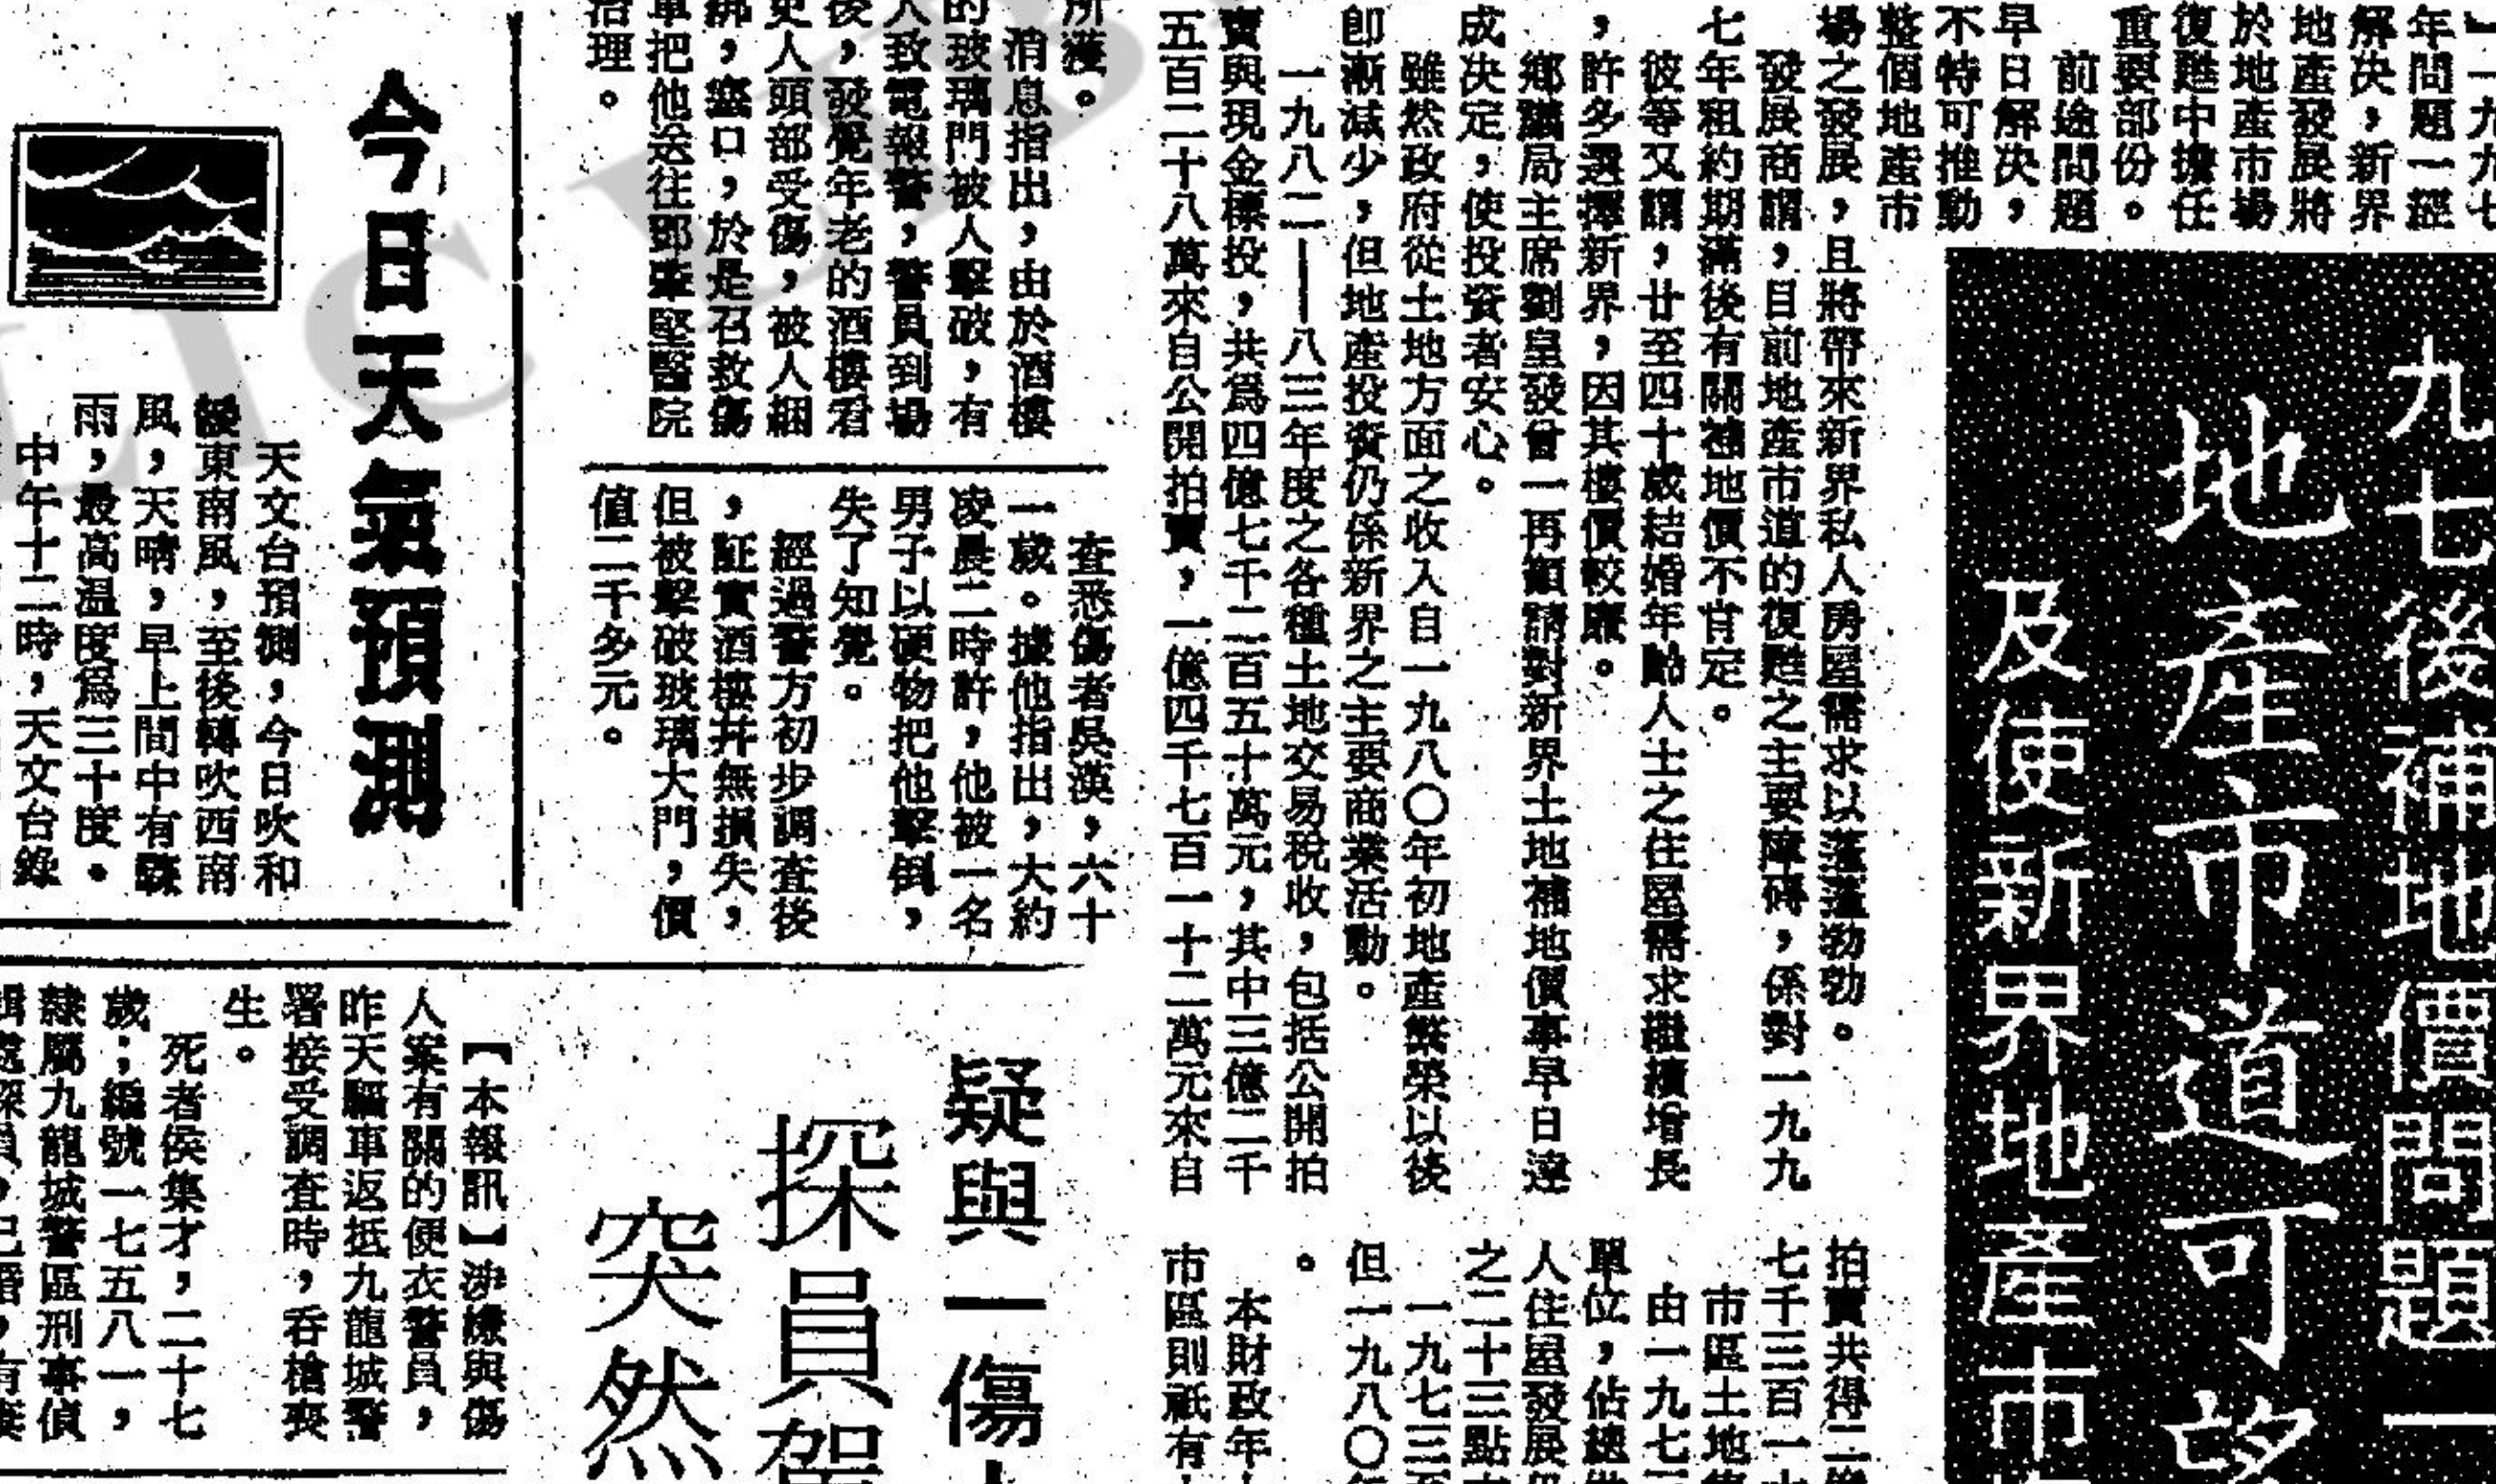 九七後補地價問題一
地產市道可望
及使新界地產市
】一九九七
年問題一經
解決，新界
地產發展將
於地產市場
復甦中擔任
重要部份。
前途問題
早日解決，
不特可推動
整個地產市
場之發展，且將帶來新界私人房屋需求以蓬蓬勃勃。
發展商謂，目前地產市道的復甦之主要障碍，係對一九九
七年租約期滿後有關補地價不肯定。
彼等又謂，廿至四十歲結婚年齡人士之住屋需求繼續增長
，許多選擇新界，因其樓價較廉。
鄉議局主席劉皇發曾一再籲請對新界土地補地價事早日達
成決定，使投資者安心。
雖然政府從土地方面之收入自一九八〇年初地產繁榮以後
即漸減少，但地產投資仍係新界之主要商業活動。
一九八二——八三年度之各種土地交易稅收，包括公開拍
賣與現金標投，共為四億七千二百五十萬元，其中三億二千
五百二十八萬來自公開拍賣，一億四千七百一十二萬元來自
拍賣共得二
七千三百一
市區土地
由一九七
單位，佔總
人住屋發展
之二十三點
一九七三至
但一九八〇年
。
本財政年
市區則祇有
所獲。
消息指出，由於酒樓
的玻璃門被人擊破，有
人致電報警，警員到場
後，發覺年老的酒樓看
更人頭部受傷，被人綑
綁，塞口，於是召救傷
車把他送往鄧肇堅醫院
治理。
查悉傷者吳漢，六十
一歲。據他指出，大約
凌晨二時許，他被一名
男子以硬物把他擊倒，
失了知覺。
經過警方初步調查後
，証實酒樓幷無損失，
但被擊破玻璃大門，價
值二千多元。
今日天氣預測
天文台預測，今日吹和
緩東南風，至後轉吹西南
風，天晴，早上間中有驟
雨，最高温度爲三十度。
中午十二時，天文台錄
疑與一傷
探員駕
突然
【本報訊】涉嫌與傷
人案有關的便衣警員，
昨天驅車返抵九龍城警
署接受調查時，吞槍喪
生。
死者侯集才，二十七
歲；編號一七五八一，
隸屬九龍城警區刑事偵
緝處探員，已婚，有妻
LIC LIB